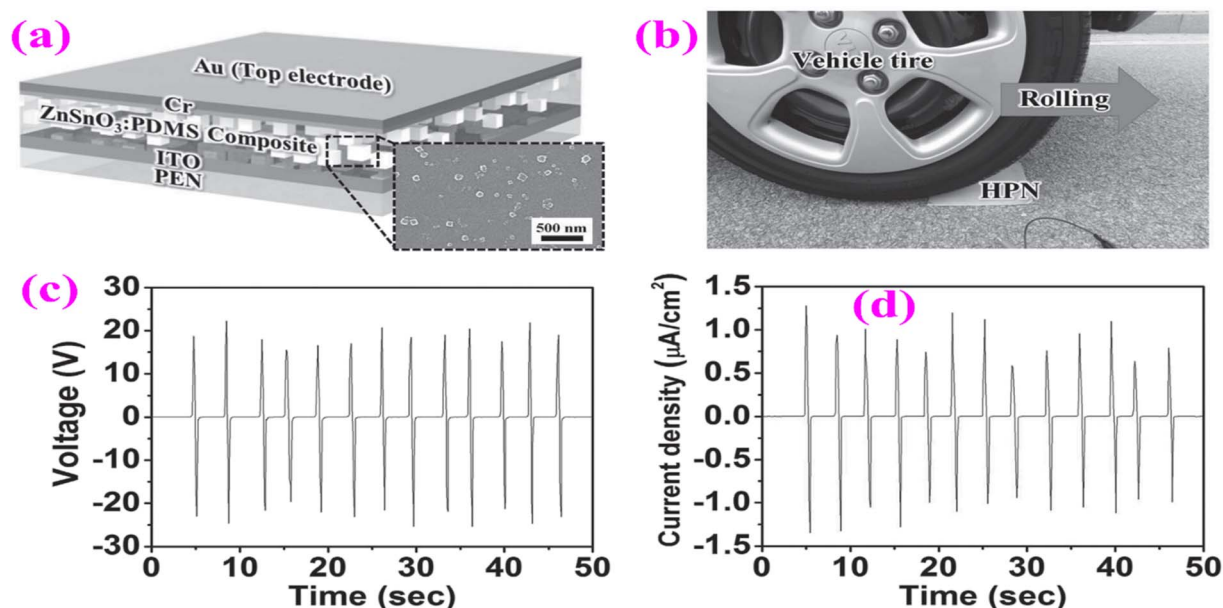 (a)
Au (Top electrode)
Cr
ZnSnO₃:PDMS Composite
ITO
PEN
500 nm
(b)
Vehicle tire
Rolling
HPN
(c)
Voltage (V)
30
20
10
0
-10
-20
-30
0 10 20 30 40 50
Time (sec)
(d)
Current density (μA/cm²)
1.5
1.0
0.5
0.0
-0.5
-1.0
-1.5
0 10 20 30 40 50
Time (sec)